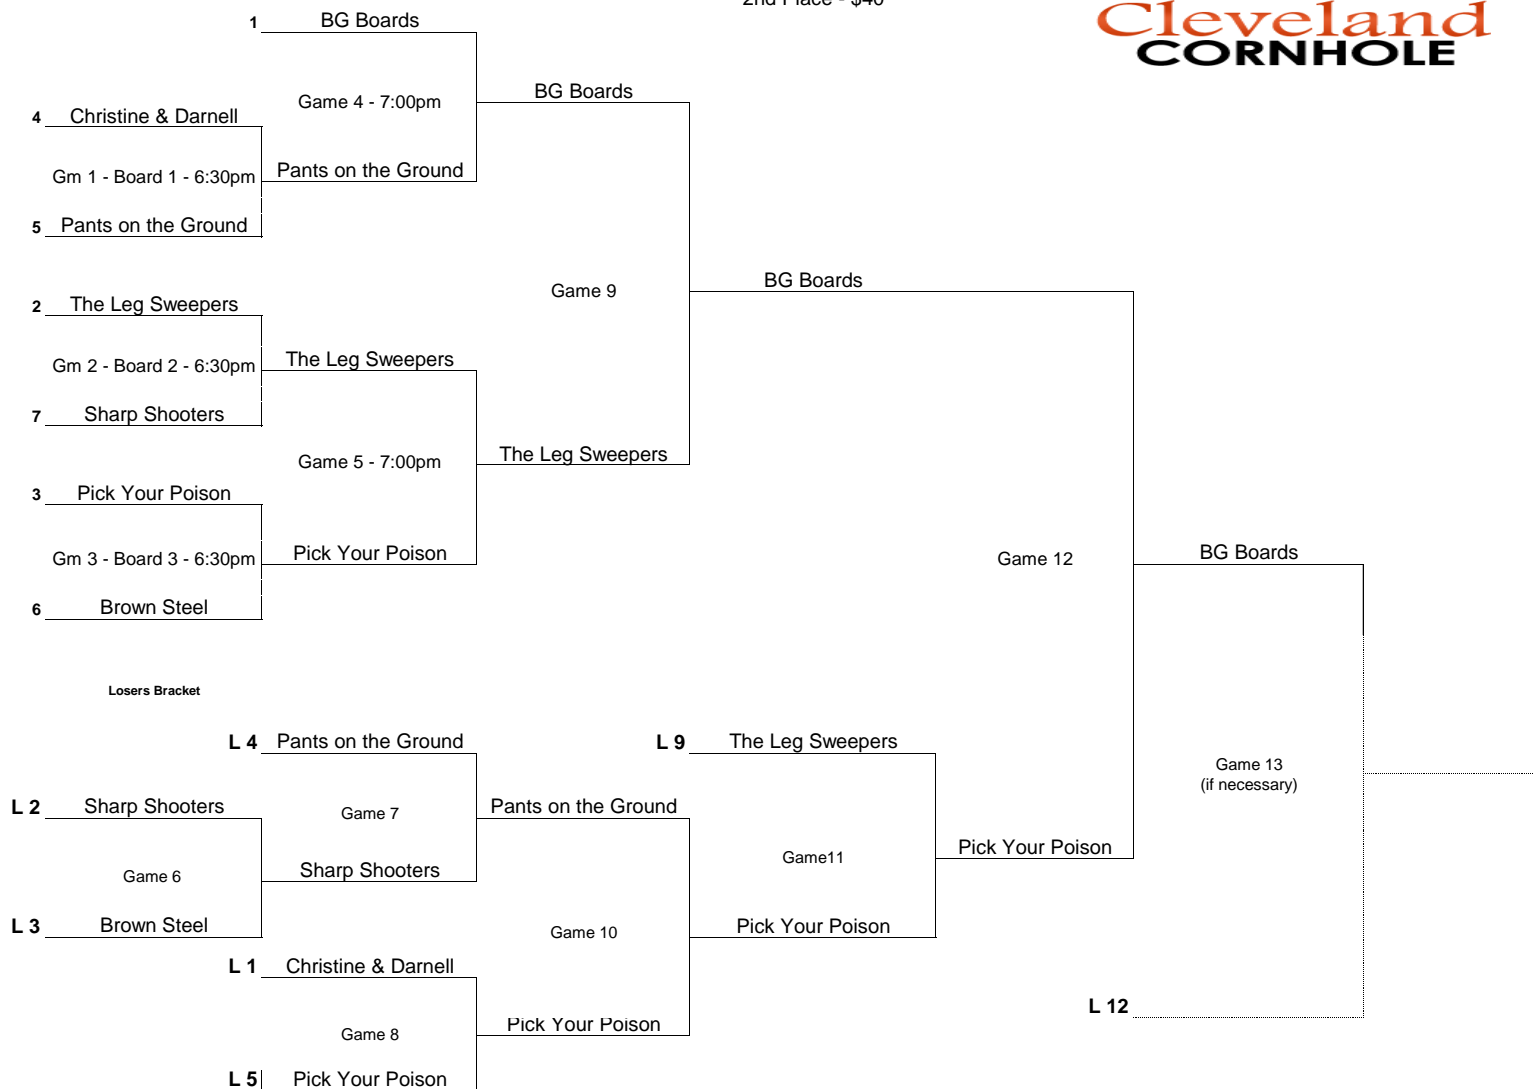 2nd Place - $40
Cleveland
CORNHOLE
1 BG Boards
Game 4 - 7:00pm
BG Boards
4 Christine & Darnell
Gm 1 - Board 1 - 6:30pm
Pants on the Ground
5 Pants on the Ground
2 The Leg Sweepers
Game 9
BG Boards
Gm 2 - Board 2 - 6:30pm
The Leg Sweepers
7 Sharp Shooters
Game 5 - 7:00pm
The Leg Sweepers
3 Pick Your Poison
Gm 3 - Board 3 - 6:30pm
Pick Your Poison
Game 12
BG Boards
6 Brown Steel
Losers Bracket
L 4 Pants on the Ground
L 9 The Leg Sweepers
Game 13
(if necessary)
L 2 Sharp Shooters
Game 7
Pants on the Ground
Game 6
Sharp Shooters
Game11
Pick Your Poison
L 3 Brown Steel
Game 10
Pick Your Poison
L 1 Christine & Darnell
L 12
Game 8
Pick Your Poison
L 5 Pick Your Poison